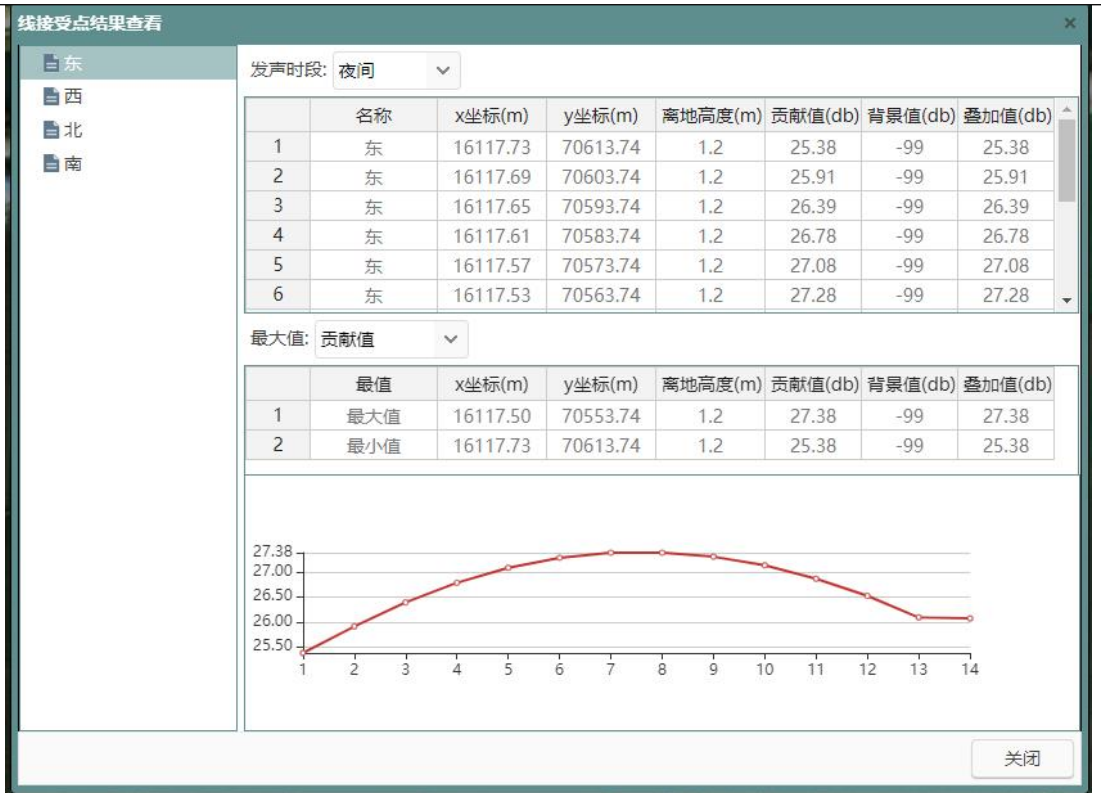 线接受点结果查看 ×
东
西
北
南
发声时段: 夜间
名称 x坐标(m) y坐标(m) 离地高度(m) 贡献值(db) 背景值(db) 叠加值(db)
1 东 16117.73 70613.74 1.2 25.38 -99 25.38
2 东 16117.69 70603.74 1.2 25.91 -99 25.91
3 东 16117.65 70593.74 1.2 26.39 -99 26.39
4 东 16117.61 70583.74 1.2 26.78 -99 26.78
5 东 16117.57 70573.74 1.2 27.08 -99 27.08
6 东 16117.53 70563.74 1.2 27.28 -99 27.28
最大值: 贡献值
最值 x坐标(m) y坐标(m) 离地高度(m) 贡献值(db) 背景值(db) 叠加值(db)
1 最大值 16117.50 70553.74 1.2 27.38 -99 27.38
2 最小值 16117.73 70613.74 1.2 25.38 -99 25.38
27.38
27.00
26.50
26.00
25.50
1 2 3 4 5 6 7 8 9 10 11 12 13 14
关闭